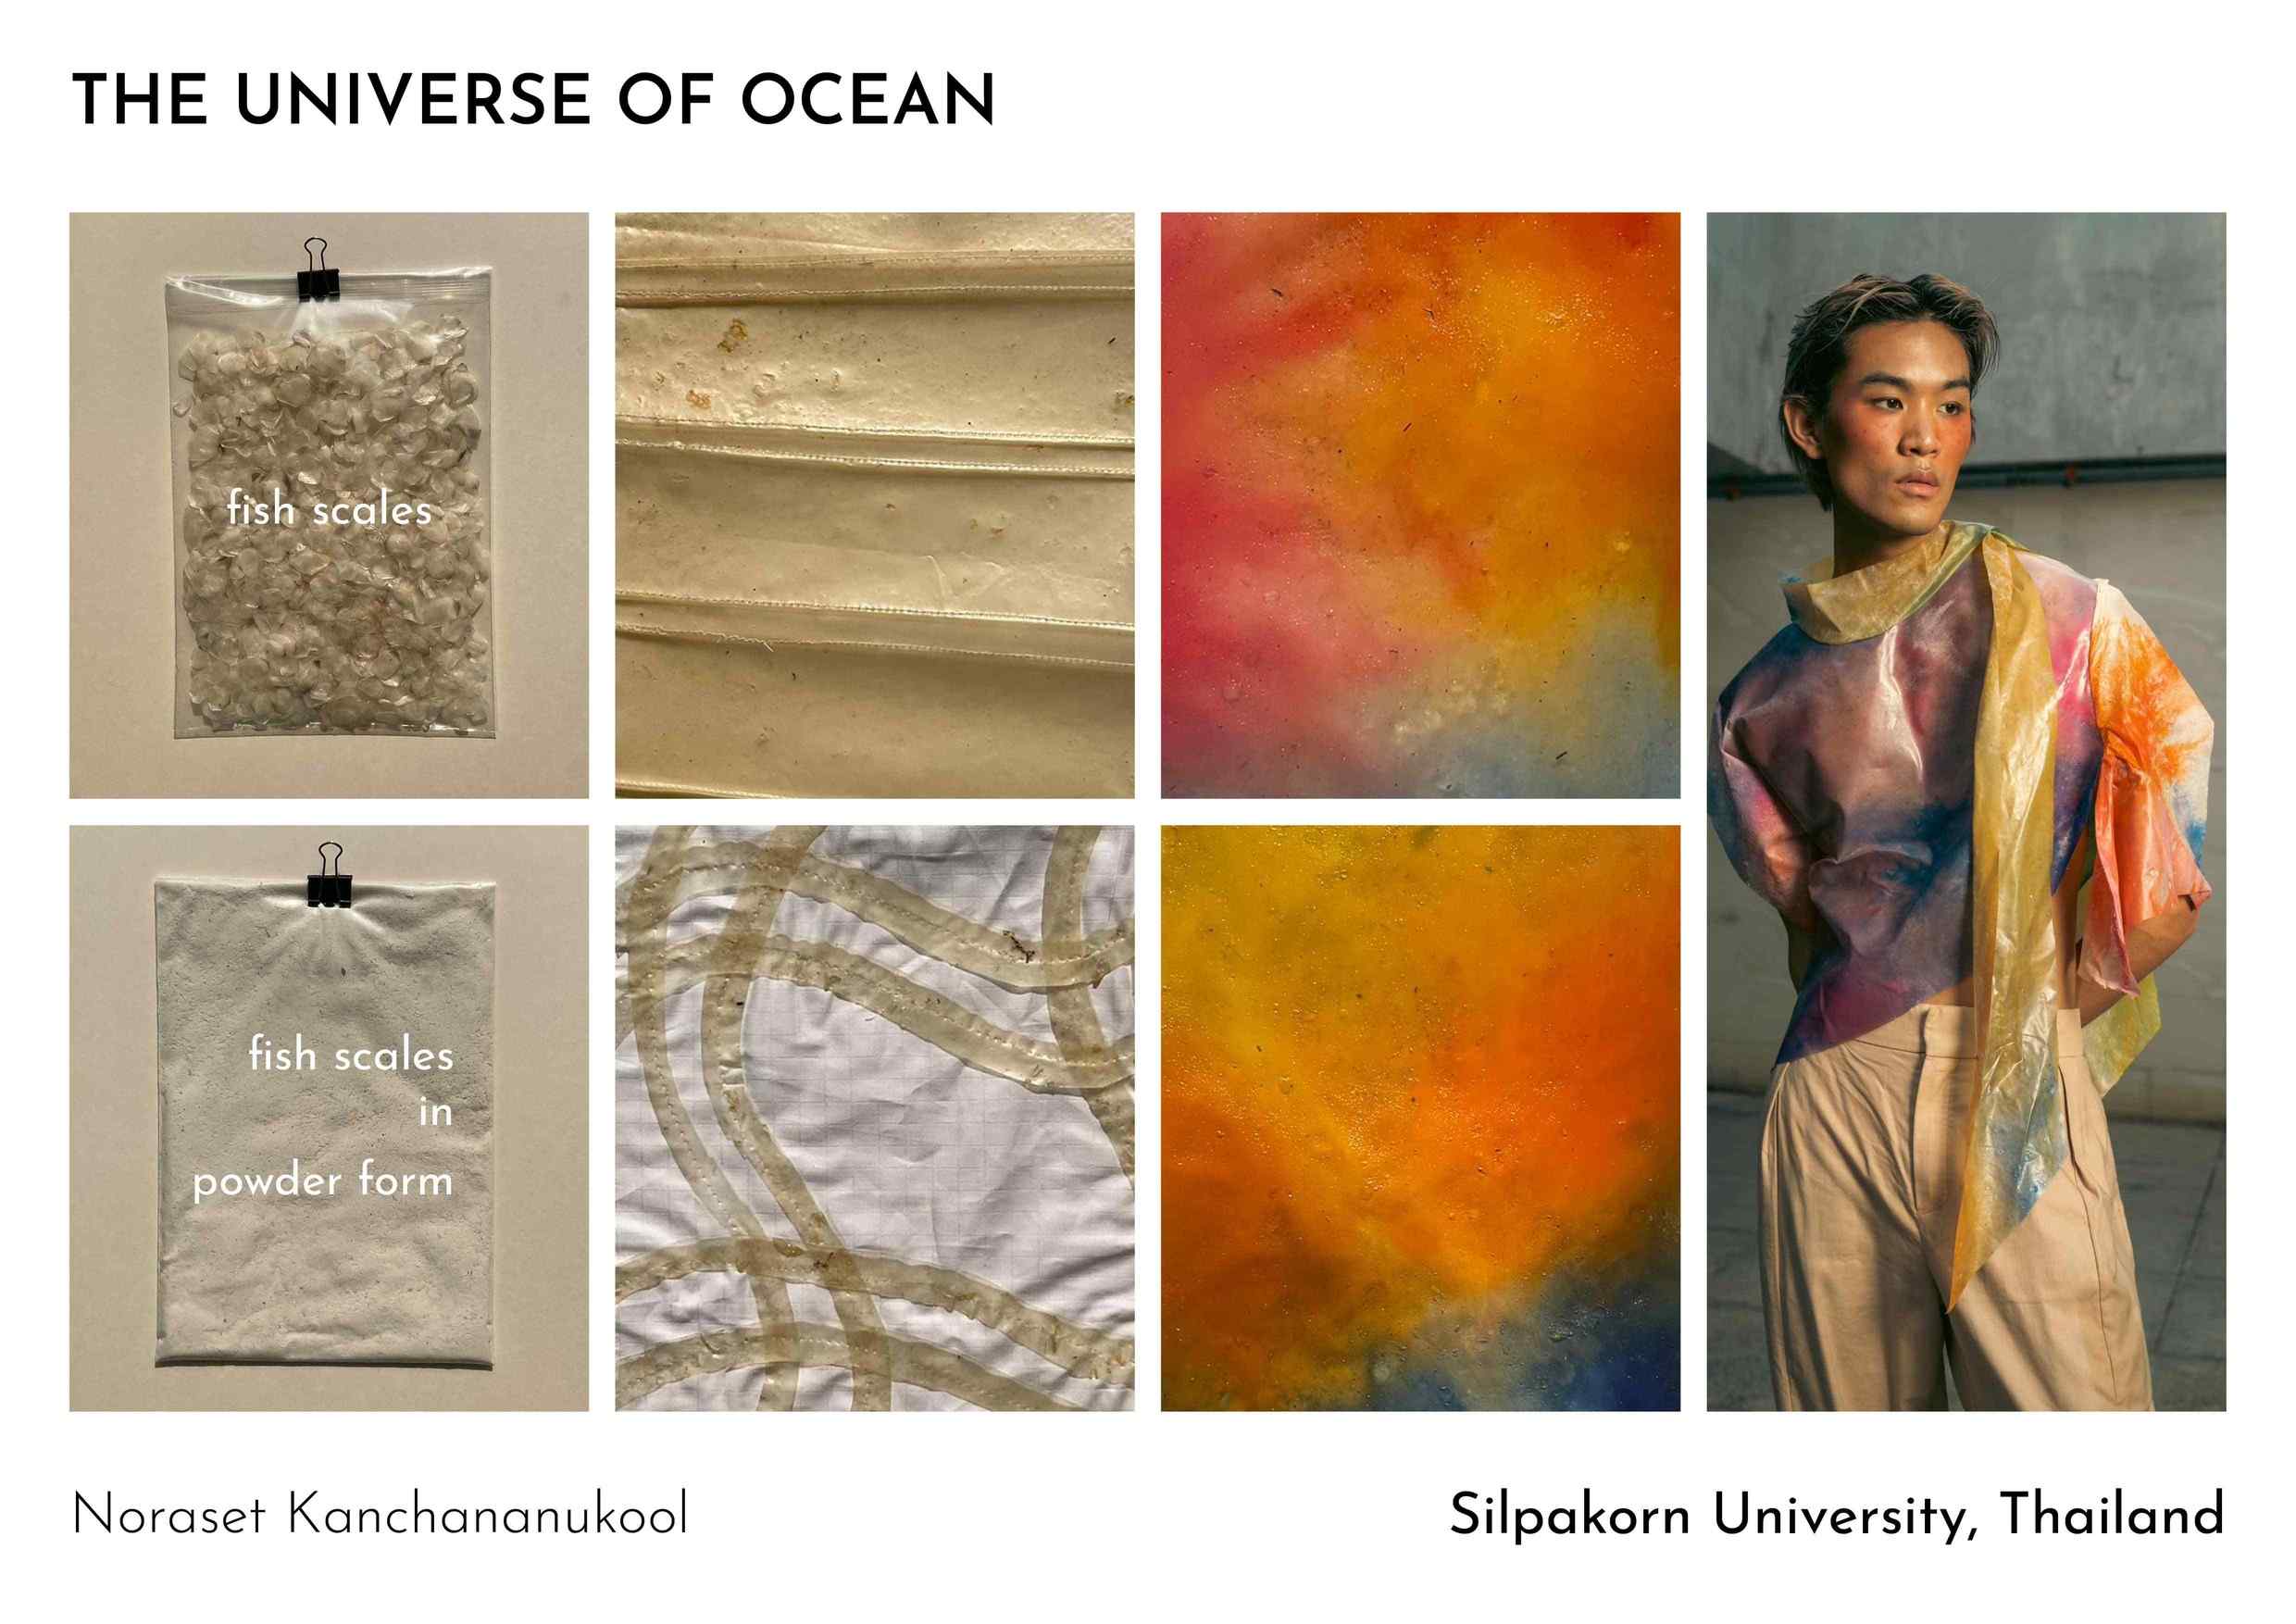 THE UNIVERSE OF OCEAN
fish scales
fish scales
in
powder form
Noraset Kanchananukool
Silpakorn University, Thailand